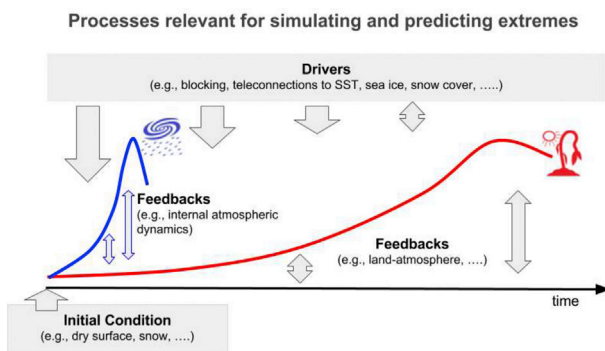 Processes relevant for simulating and predicting extremes
Drivers
(e.g., blocking, teleconnections to SST, sea ice, snow cover, .....)
Feedbacks
(e.g., internal atmospheric
dynamics)
Feedbacks
(e.g., land-atmosphere, ....)
time
Initial Condition
(e.g., dry surface, snow, ....)